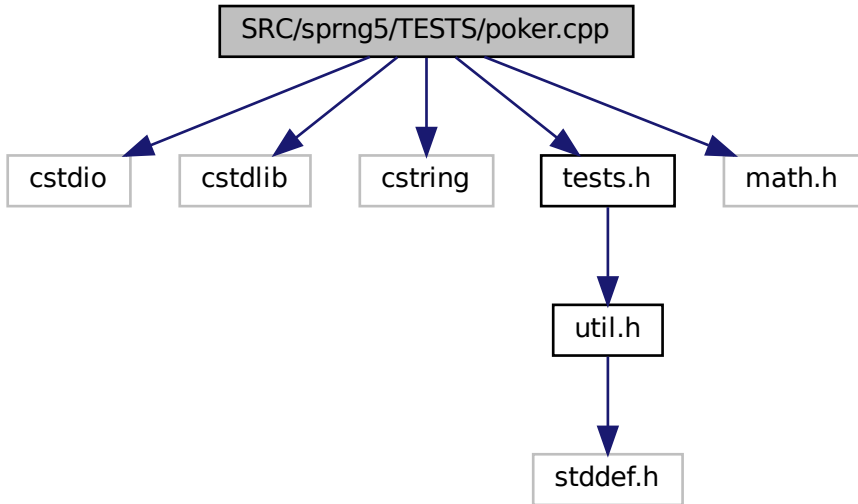 SRC/sprng5/TESTS/poker.cpp
cstdio
cstdlib
cstring
tests.h
math.h
util.h
stddef.h